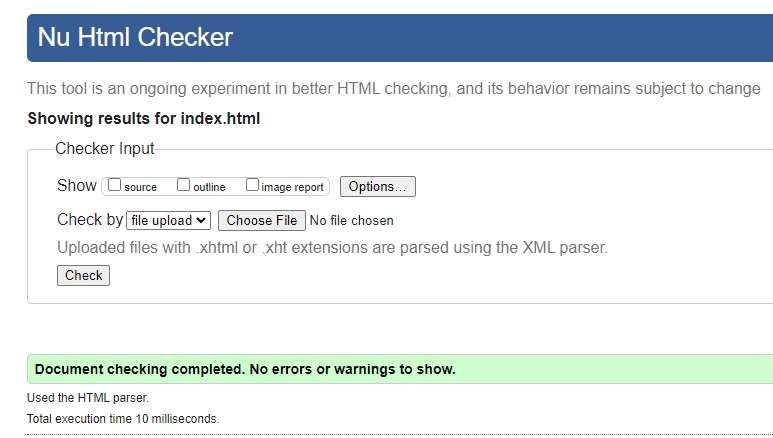 Nu Html Checker
This tool is an ongoing experiment in better HTML checking, and its behavior remains subject to change
Showing results for index.html
Checker Input
Show source outline image report Options...
Check by file upload Choose File No file chosen
Uploaded files with .xhtml or .xht extensions are parsed using the XML parser.
Check
Document checking completed. No errors or warnings to show.
Used the HTML parser.
Total execution time 10 milliseconds.